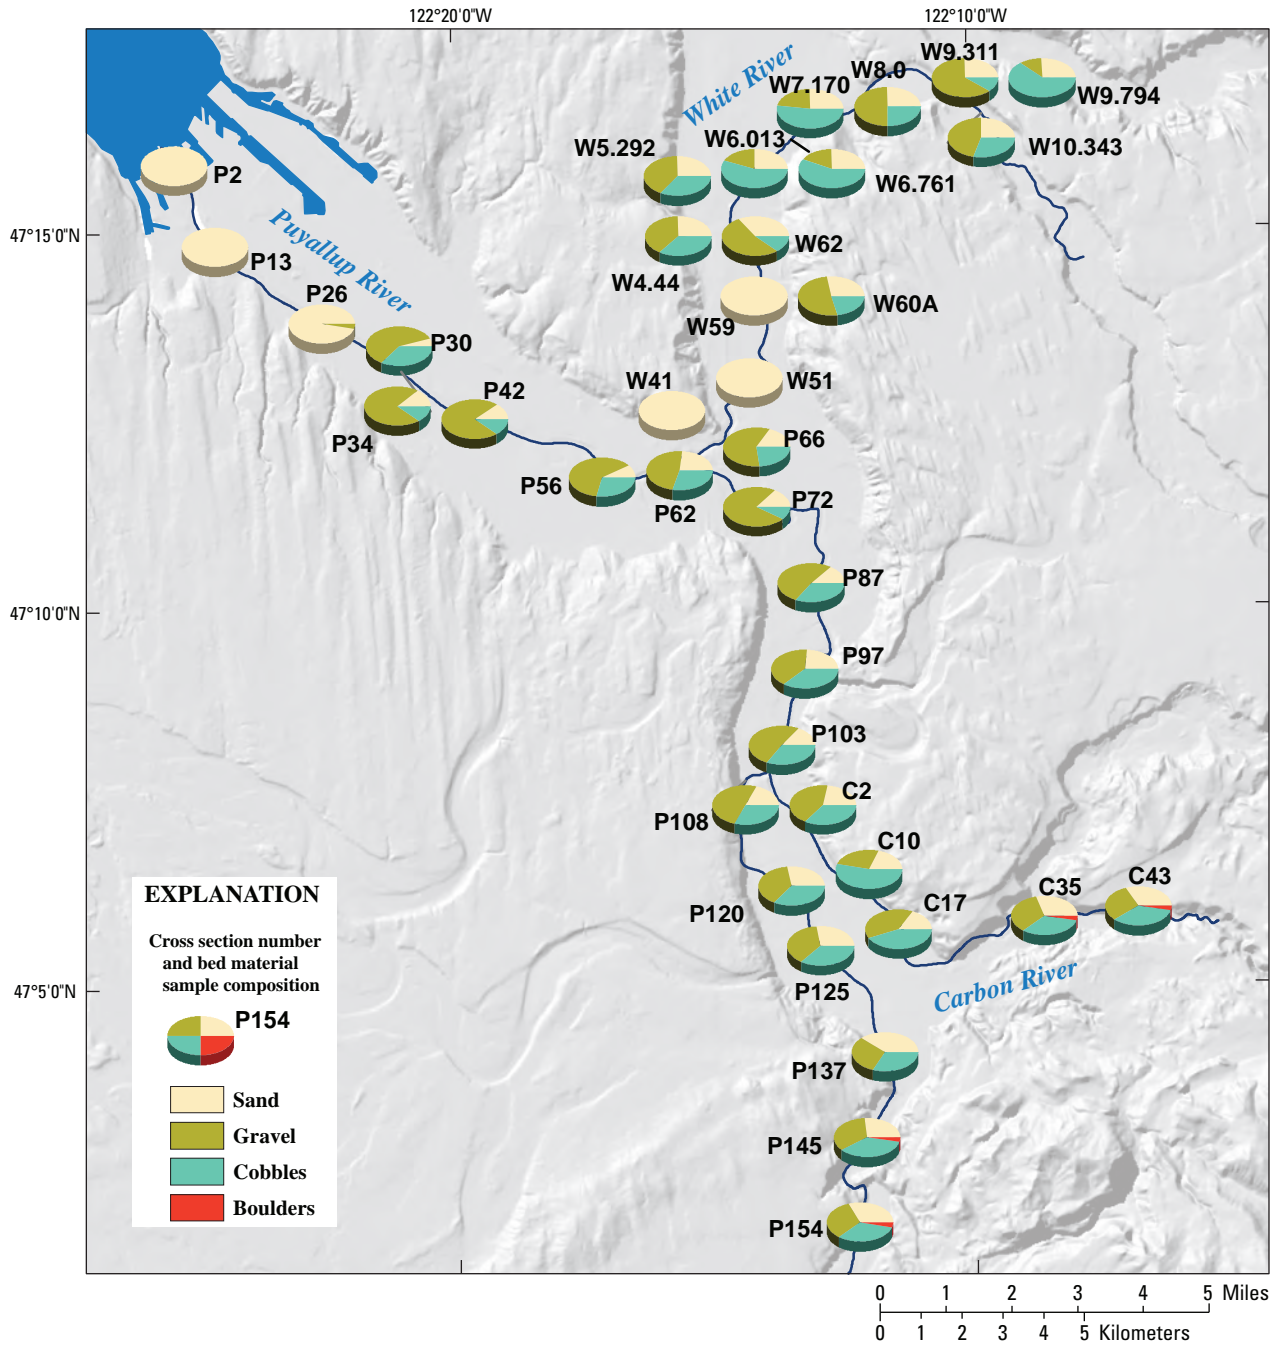 122°20'0"W
122°10'0"W
W9.311
W8.0
White River
W7.170
W9.794
W6.013
W5.292
W10.343
P2
W6.761
Puyallup River
47°15'0"N
W62
P13
W4.44
P26
W60A
W59
P30
W41
W51
P42
P34
P66
P56
P72
P62
P87
47°10'0"N
P97
P103
C2
P108
C10
EXPLANATION
C43
C35
C17
P120
Cross section number
and bed material
sample composition
Carbon River
47°5'0"N
P125
P154
P137
Sand
Gravel
P145
Cobbles
Boulders
P154
0 1 2 3 4 5 Miles
0 1 2 3 4 5 Kilometers